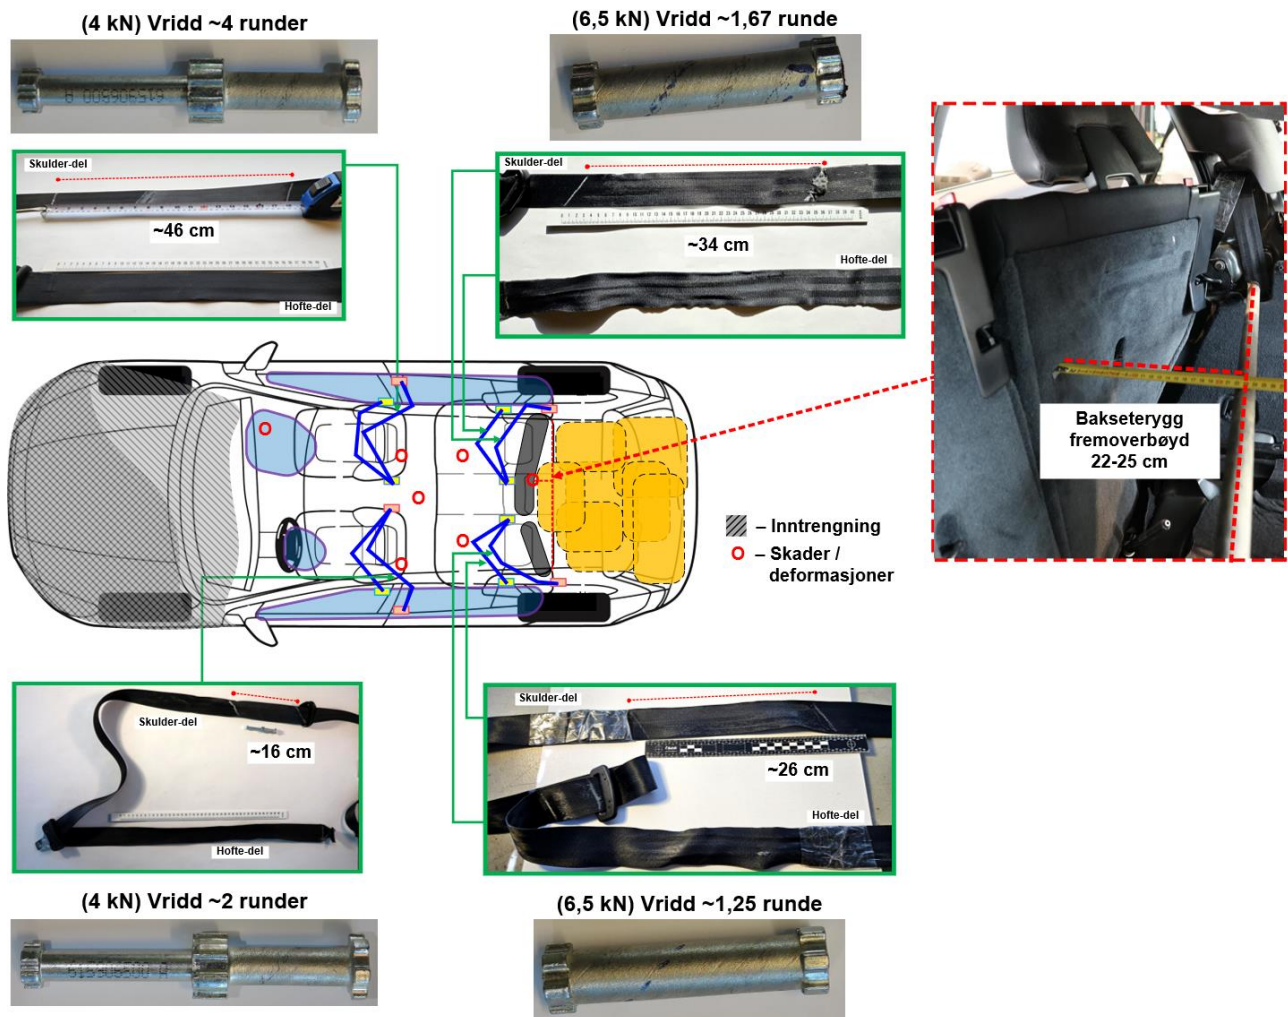 (4 kN) Vridd ~4 runder
(6,5 kN) Vridd ~1,67 runde
Skulder-del
~46 cm
Hofte-del
Skulder-del
~34 cm
Hofte-del
Bakseterygg
fremoverbøyd
22-25 cm
– Inntrengning
O – Skader /
deformasjoner
Skulder-del
~16 cm
Hofte-del
Skulder-del
~26 cm
Hofte-del
(4 kN) Vridd ~2 runder
(6,5 kN) Vridd ~1,25 runde